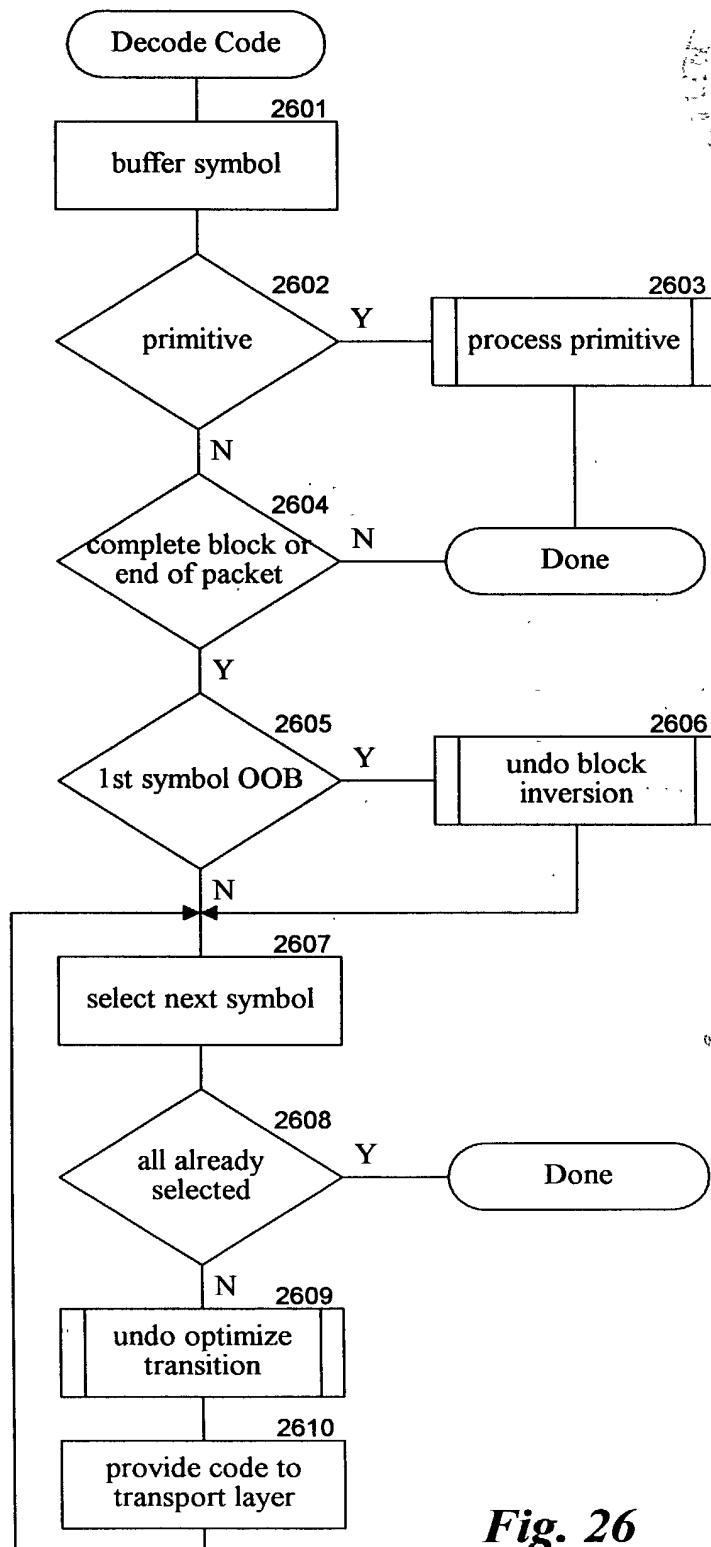 Decode Code
2601
buffer symbol
2602
primitive
Y
2603
process primitive
N
2604
complete block or
end of packet
N
Done
Y
2605
1st symbol OOB
Y
2606
undo block
inversion
N
2607
select next symbol
2608
all already
selected
Y
Done
N
2609
undo optimize
transition
2610
provide code to
transport layer
Fig. 26